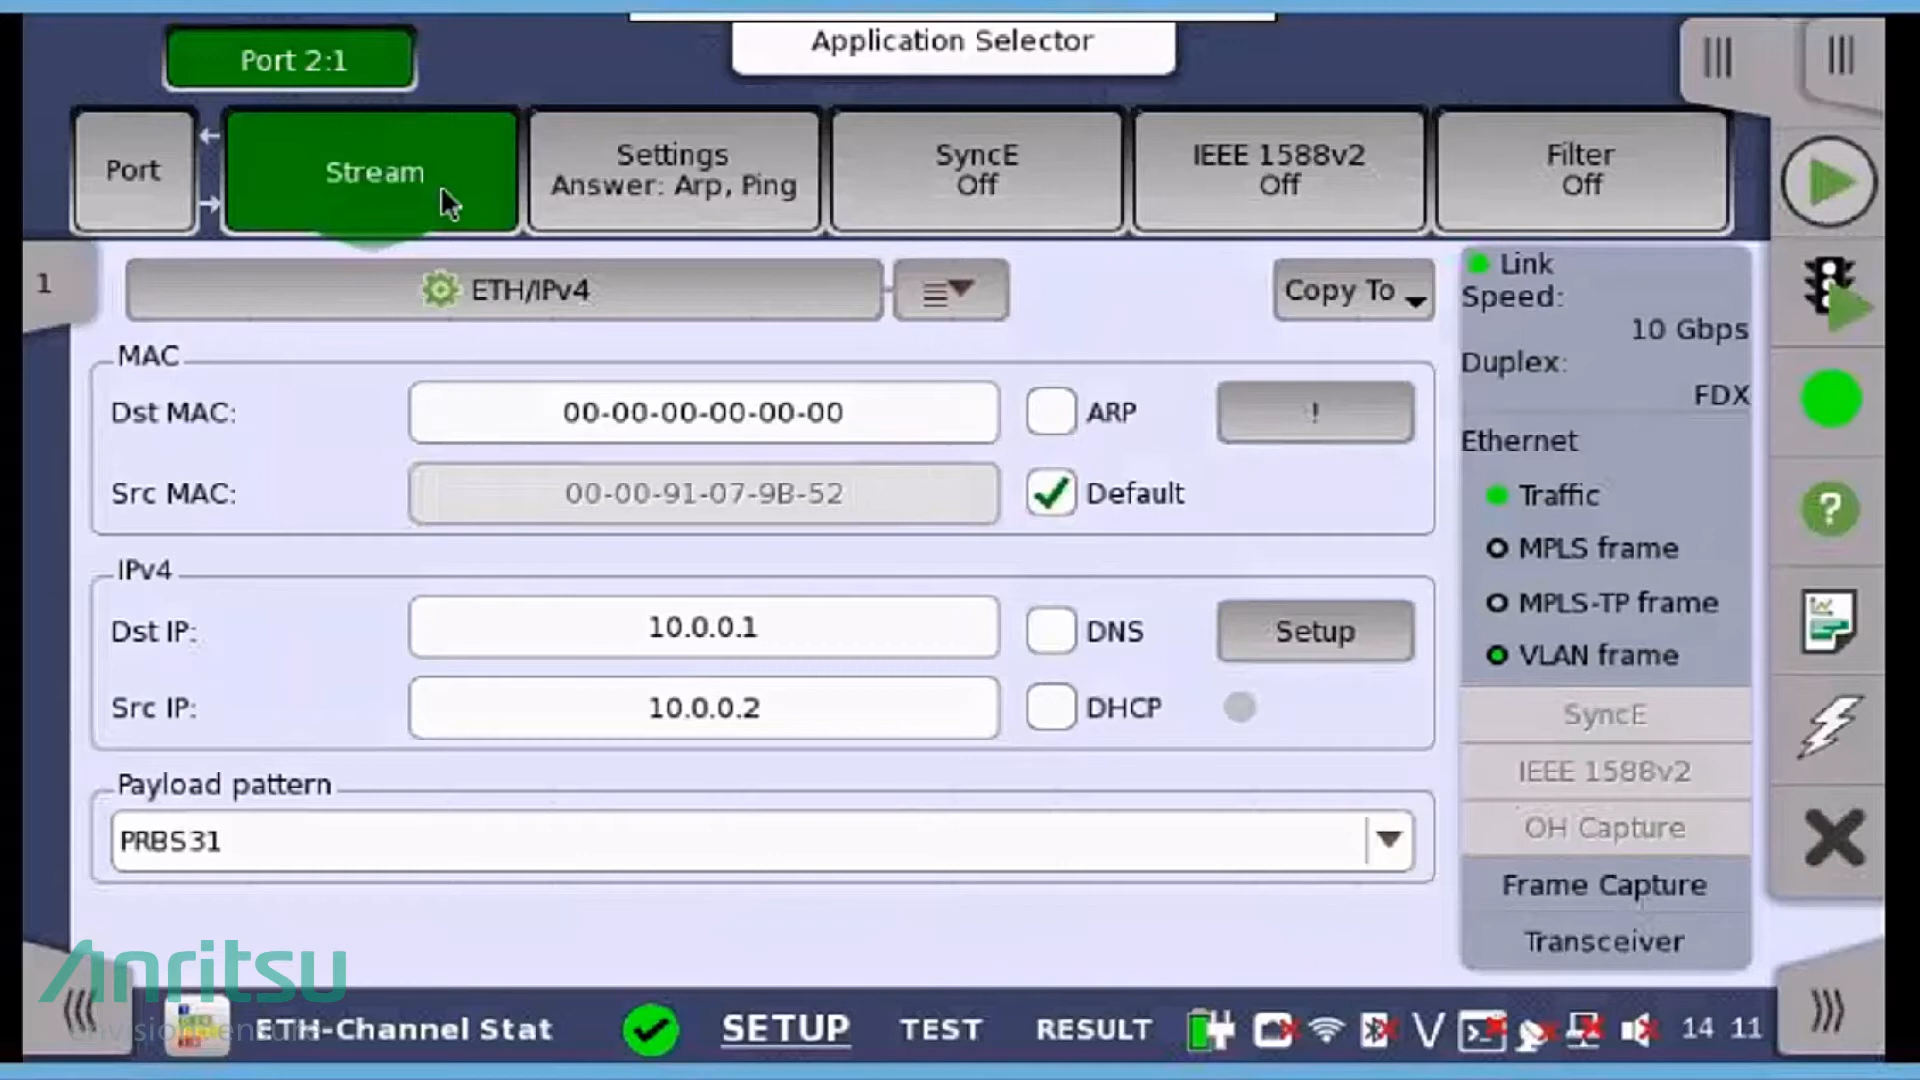 Application Selector
Port 2:1
Port
Stream
Settings
Answer: Arp, Ping
SyncE
Off
IEEE 1588v2
Off
Filter
Off
1
ETH/IPv4
Copy To
MAC
Dst MAC:
00-00-00-00-00-00
ARP
!
Src MAC:
00-00-91-07-9B-52
Default
IPv4
Dst IP:
10.0.0.1
DNS
Setup
Src IP:
10.0.0.2
DHCP
Payload pattern
PRBS31
Link
Speed:
10 Gbps
Duplex:
FDX
Ethernet
Traffic
MPLS frame
MPLS-TP frame
VLAN frame
SyncE
IEEE 1588v2
OH Capture
Frame Capture
Transceiver
?
Anritsu
ETH-Channel Stat
SETUP
TEST
RESULT
14 11